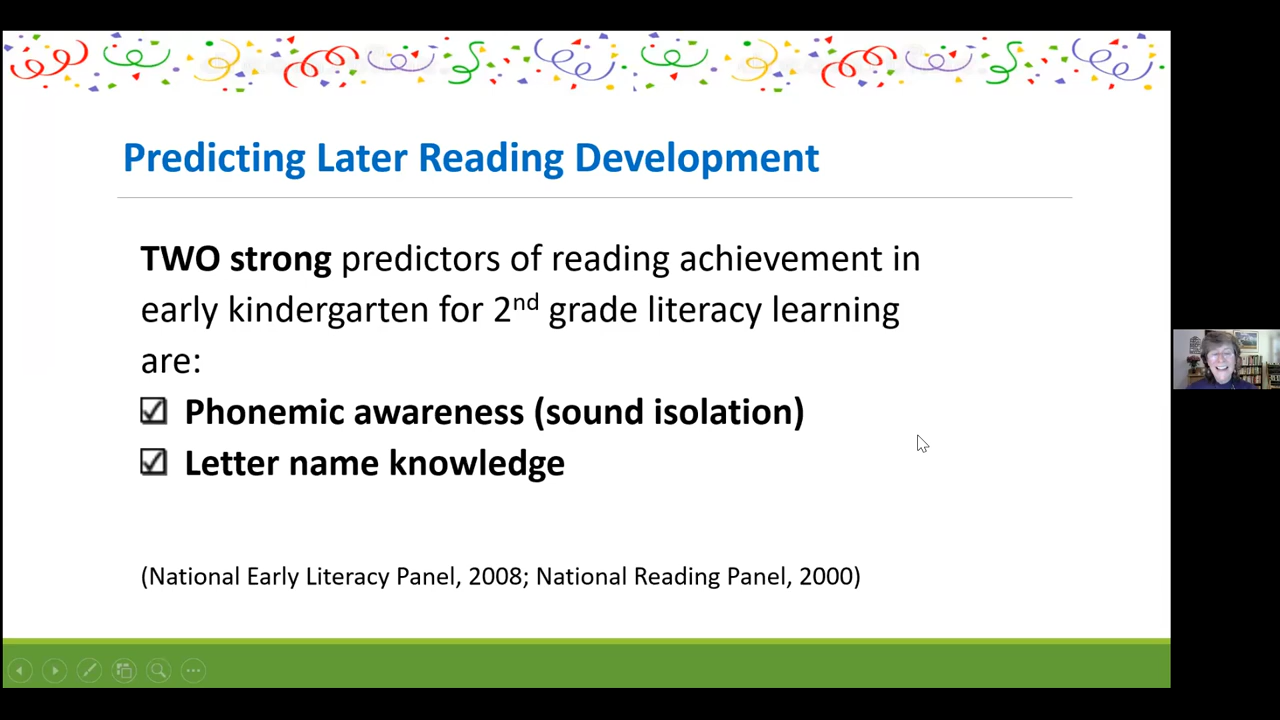 Predicting Later Reading Development
TWO strong predictors of reading achievement in
early kindergarten for 2nd grade literacy learning
are:
Phonemic awareness (sound isolation)
Letter name knowledge
(National Early Literacy Panel, 2008; National Reading Panel, 2000)